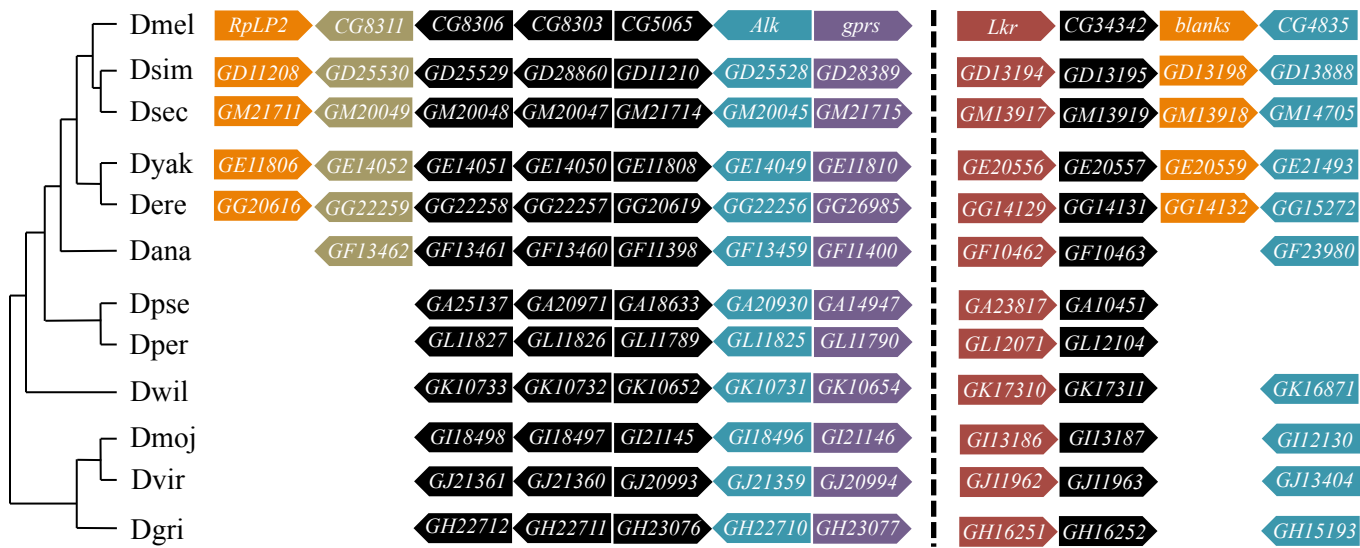 Dmel RpLP2 CG8311 CG8306 CG8303 CG5065 Alk gprs Lkr CG34342 blanks CG4835
Dsim GD11208 GD25530 GD25529 GD28860 GD11210 GD25528 GD28389 GD13194 GD13195 GD13198 GD13888
Dsec GM21711 GM20049 GM20048 GM20047 GM21714 GM20045 GM21715 GM13917 GM13919 GM13918 GM14705
Dyak GE11806 GE14052 GE14051 GE14050 GE11808 GE14049 GE11810 GE20556 GE20557 GE20559 GE21493
Dere GG20616 GG22259 GG22258 GG22257 GG20619 GG22256 GG26985 GG14129 GG14131 GG14132 GG15272
Dana GF13462 GF13461 GF13460 GF11398 GF13459 GF11400 GF10462 GF10463 GF23980
Dpse GA25137 GA20971 GA18633 GA20930 GA14947 GA23817 GA10451
Dper GL11827 GL11826 GL11789 GL11825 GL11790 GL12071 GL12104
Dwil GK10733 GK10732 GK10652 GK10731 GK10654 GK17310 GK17311 GK16871
Dmoj GI18498 GI18497 GI21145 GI18496 GI21146 GI13186 GI13187 GI12130
Dvir GJ21361 GJ21360 GJ20993 GJ21359 GJ20994 GJ11962 GJ11963 GJ13404
Dgri GH22712 GH22711 GH23076 GH22710 GH23077 GH16251 GH16252 GH15193